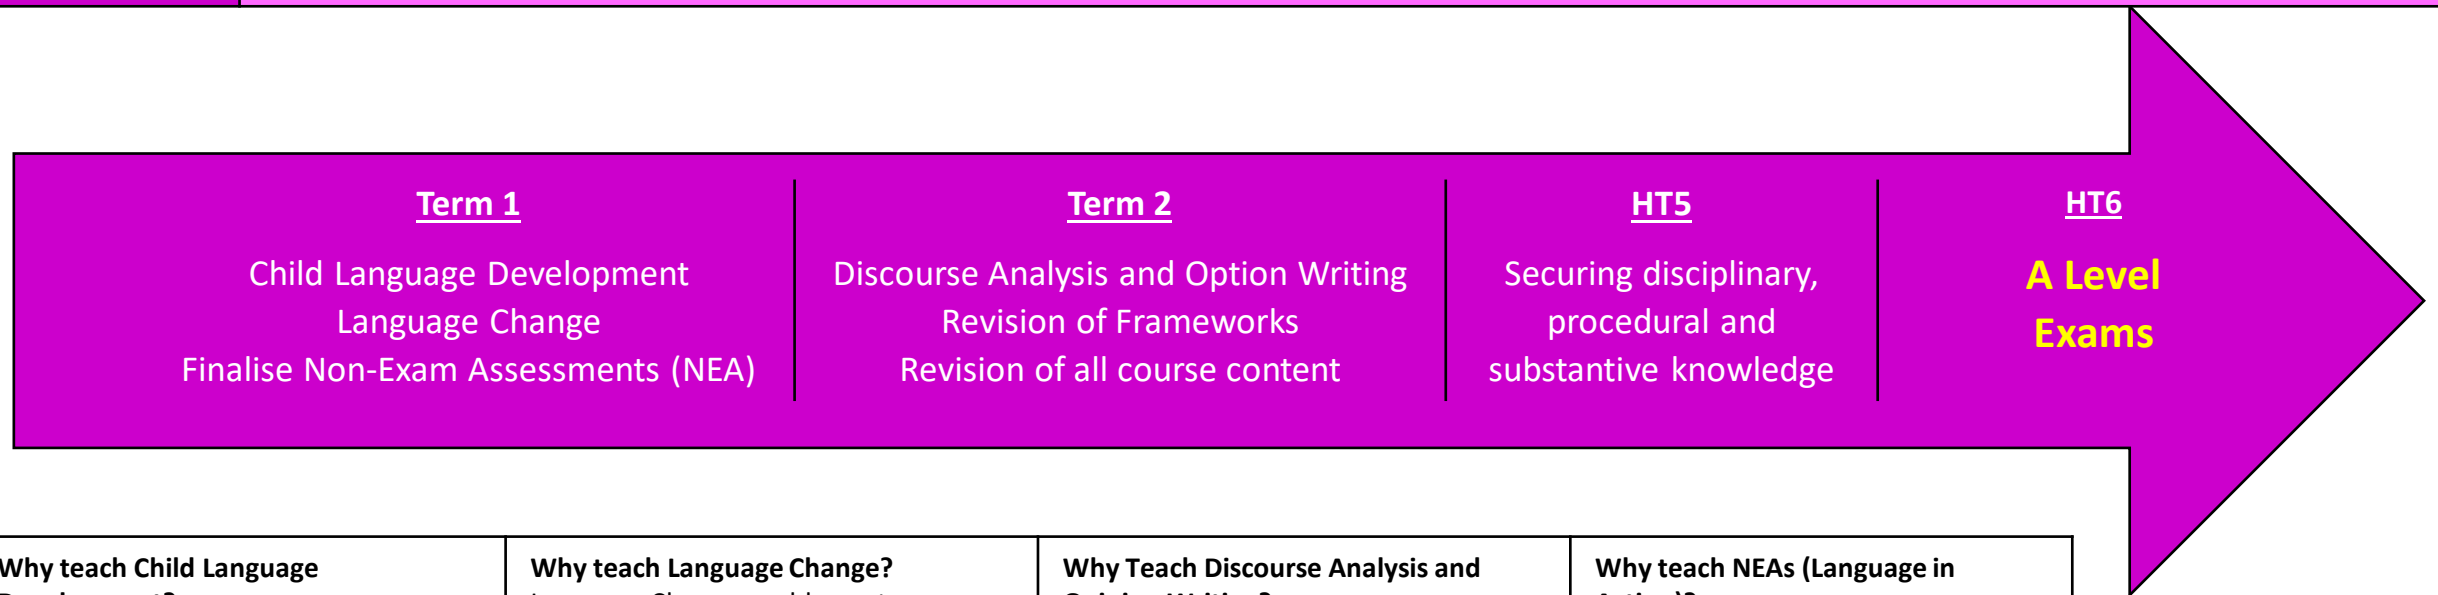 Term 1
Child Language Development
Language Change
Finalise Non-Exam Assessments (NEA)
Term 2
Discourse Analysis and Option Writing
Revision of Frameworks
Revision of all course content
HT5
Securing disciplinary,
procedural and
substantive knowledge
HT6
A Level
Exams
Why teach Child Language
Why teach Language Change?
Why Teach Discourse Analysis and
Why teach NEAs (Language in